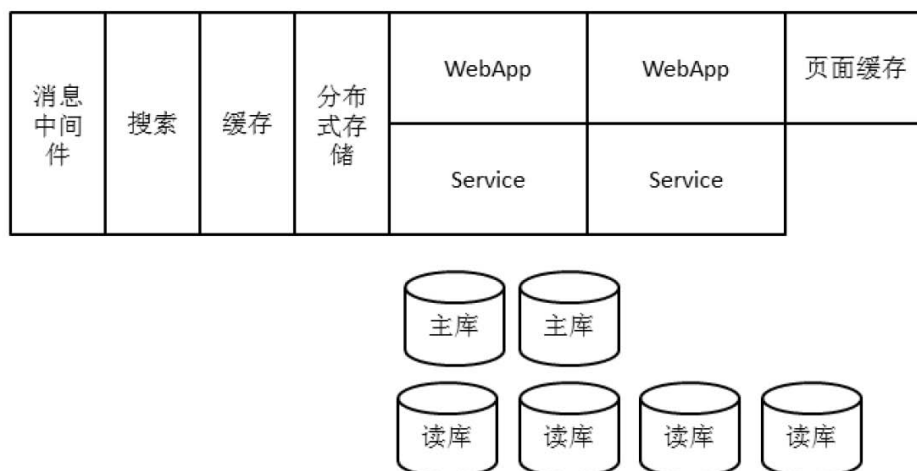 消息
中间
件
搜索
缓存
分布
式存
储
WebApp
WebApp
页面缓存
Service
Service
主库
主库
读库
读库
读库
读库